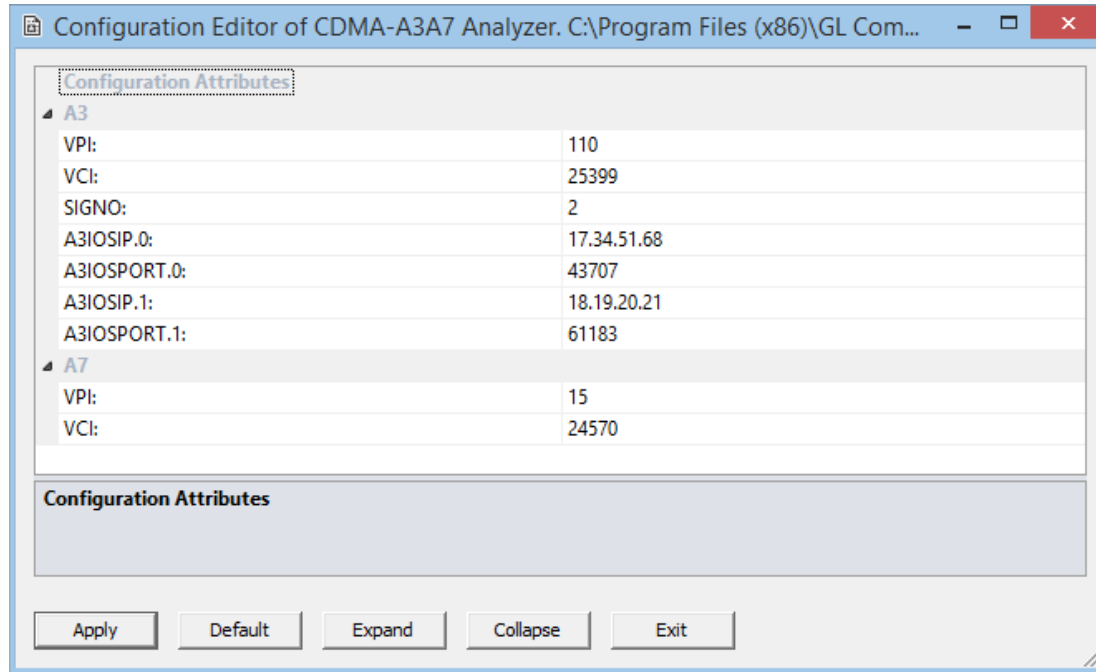 Configuration Editor of CDMA-A3A7 Analyzer. C:\Program Files (x86)\GL Com...
Configuration Attributes
A3
VPI: 110
VCI: 25399
SIGNO: 2
A3IOSIP.0: 17.34.51.68
A3IOSPORT.0: 43707
A3IOSIP.1: 18.19.20.21
A3IOSPORT.1: 61183
A7
VPI: 15
VCI: 24570
Configuration Attributes
Apply Default Expand Collapse Exit